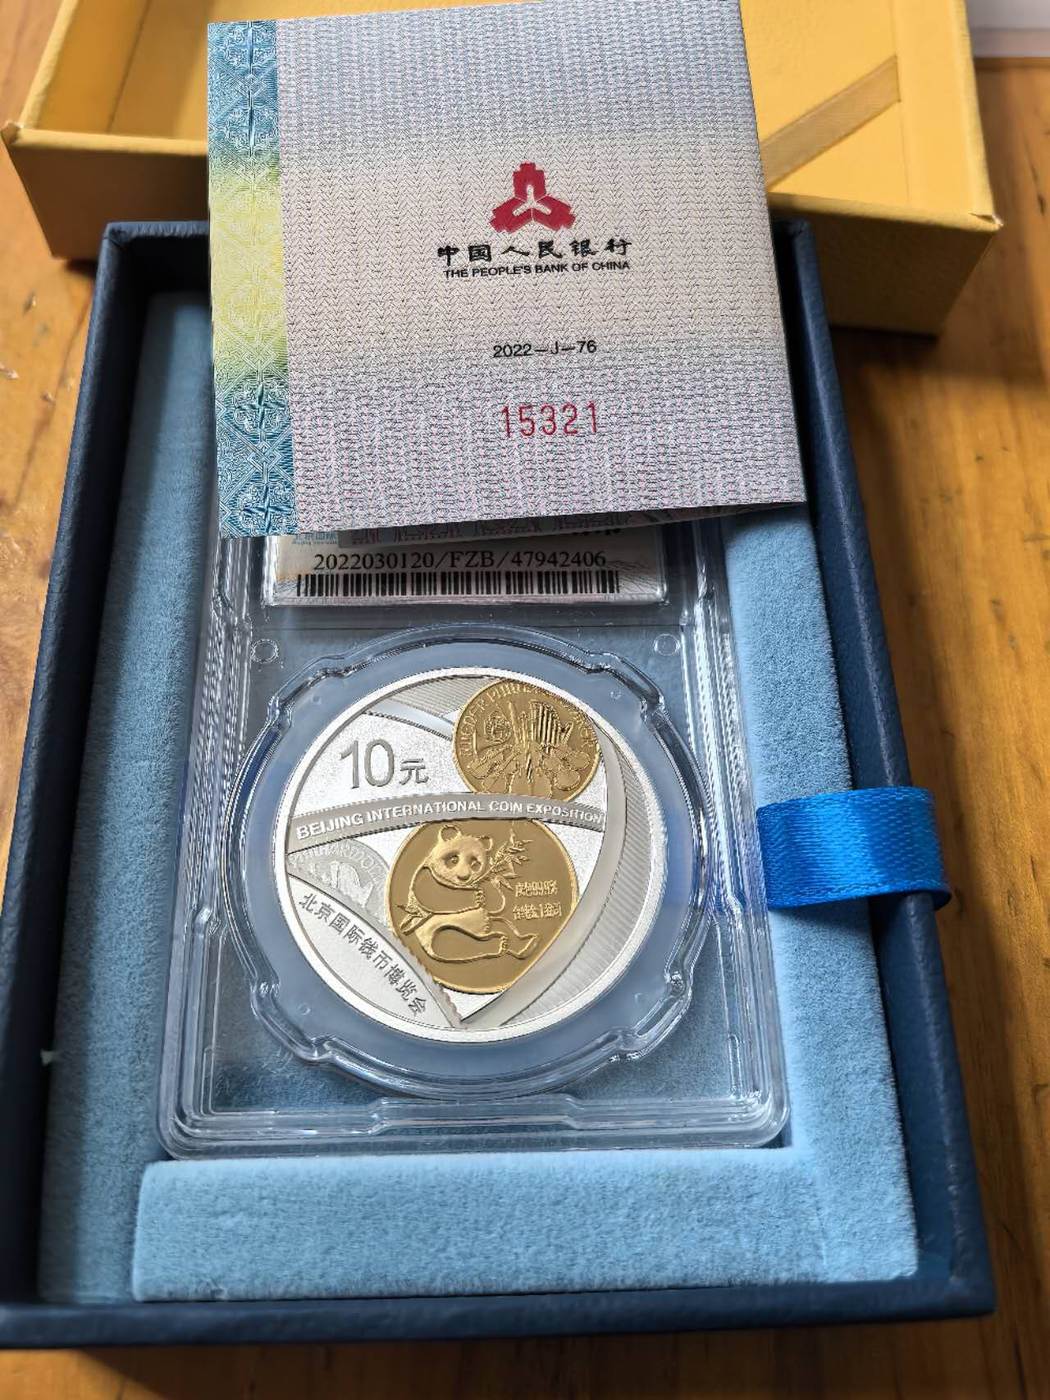 中国人民银行
THE PEOPLE'S BANK OF CHINA
2022-J-76
15321
2022030120/FZB/47942406
10元
BEIJING INTERNATIONAL COIN EXPOSITION
北京国际钱币博览会